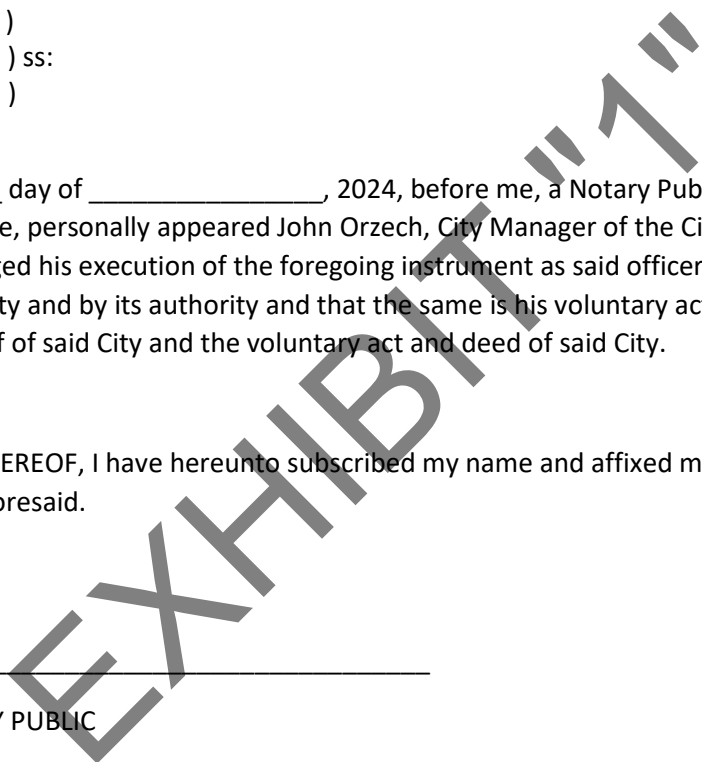 )
) ss:
)
day of ________________, 2024, before me, a Notary Pub
e, personally appeared John Orzech, City Manager of the Ci
ged his execution of the foregoing instrument as said officer
ty and by its authority and that the same is his voluntary ac
f of said City and the voluntary act and deed of said City.
EREOF, I have hereunto subscribed my name and affixed m
oresaid.
______________________________
Y PUBLIC
EXHIBIT "1"